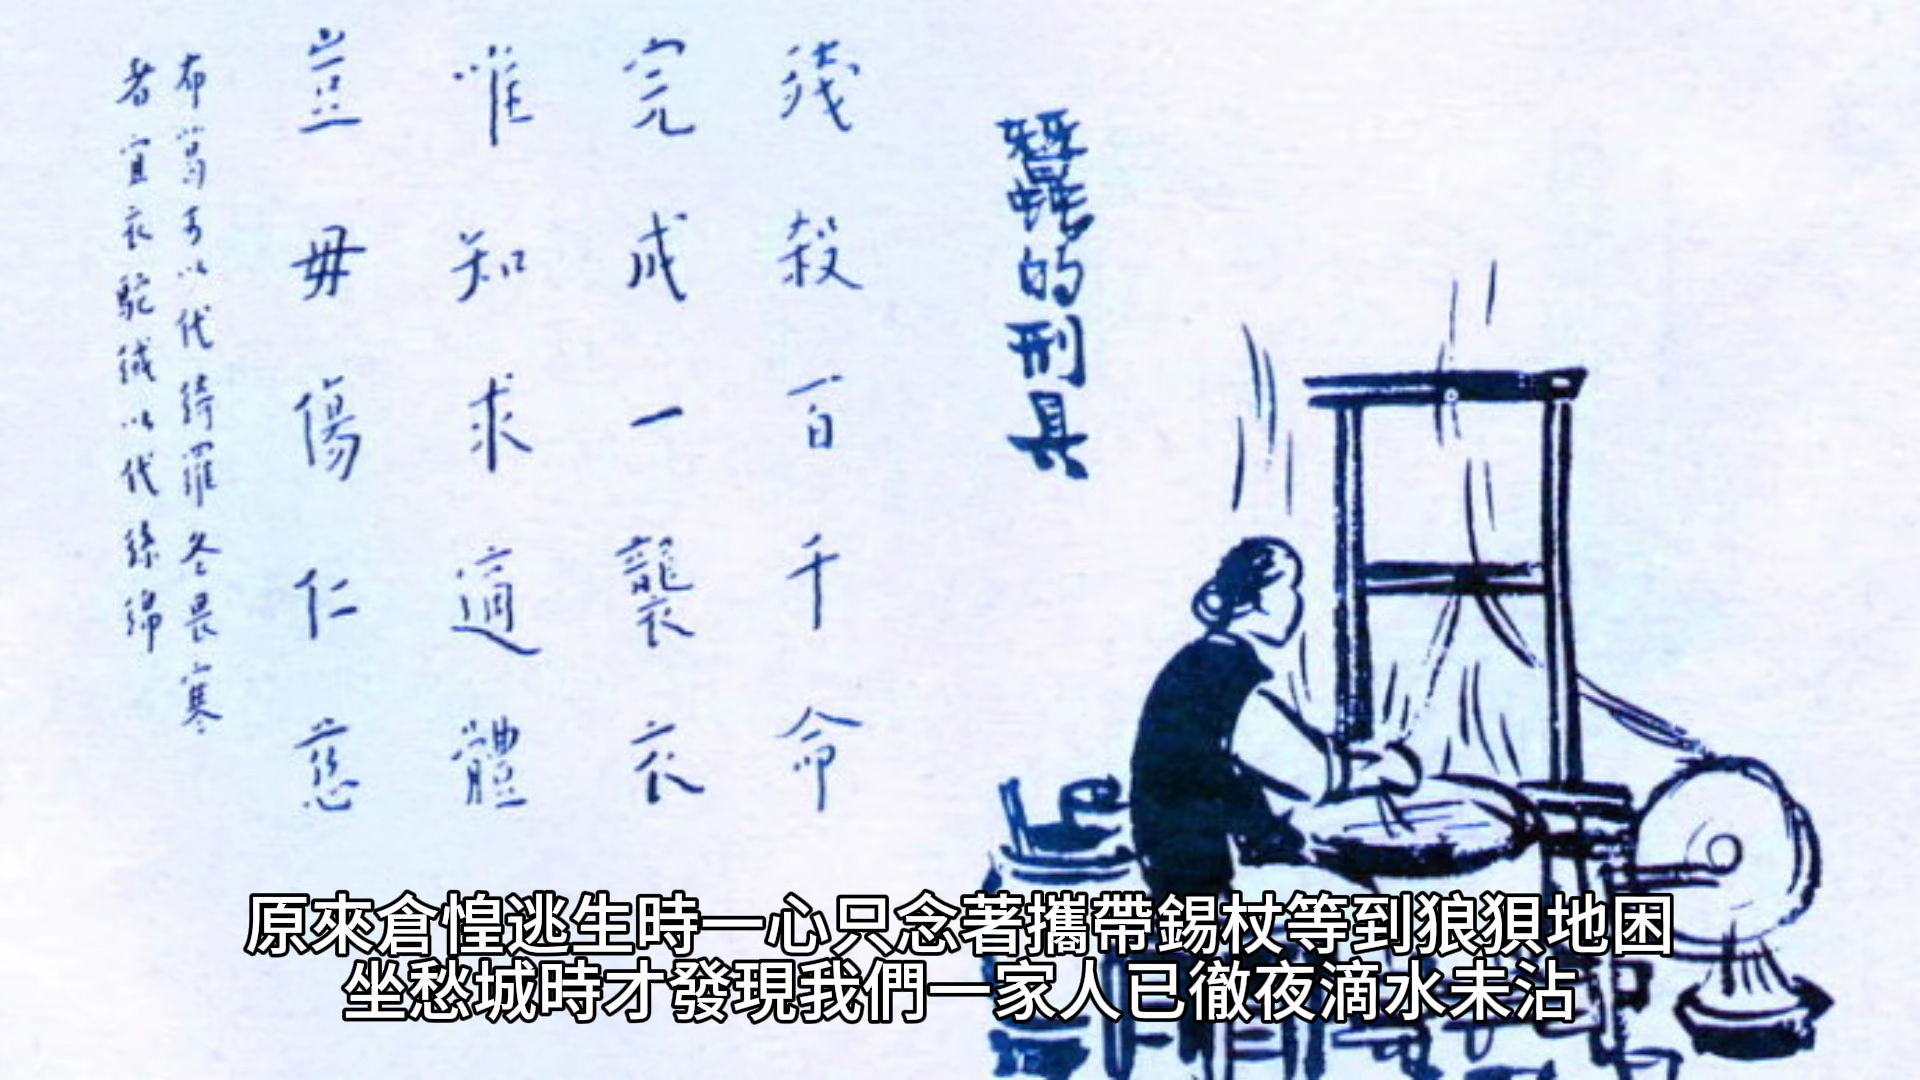 蠶的刑具
殘殺百千命
完成一襲衣
唯知求適體
豈毋傷仁慈
布葛可以代綺羅冬畏寒
者宜衣駝絨以代絲綿
原來倉惶逃生時一心只念著攜帶錫杖等到狼狽地困
坐愁城時才發現我們一家人已徹夜滴水未沾